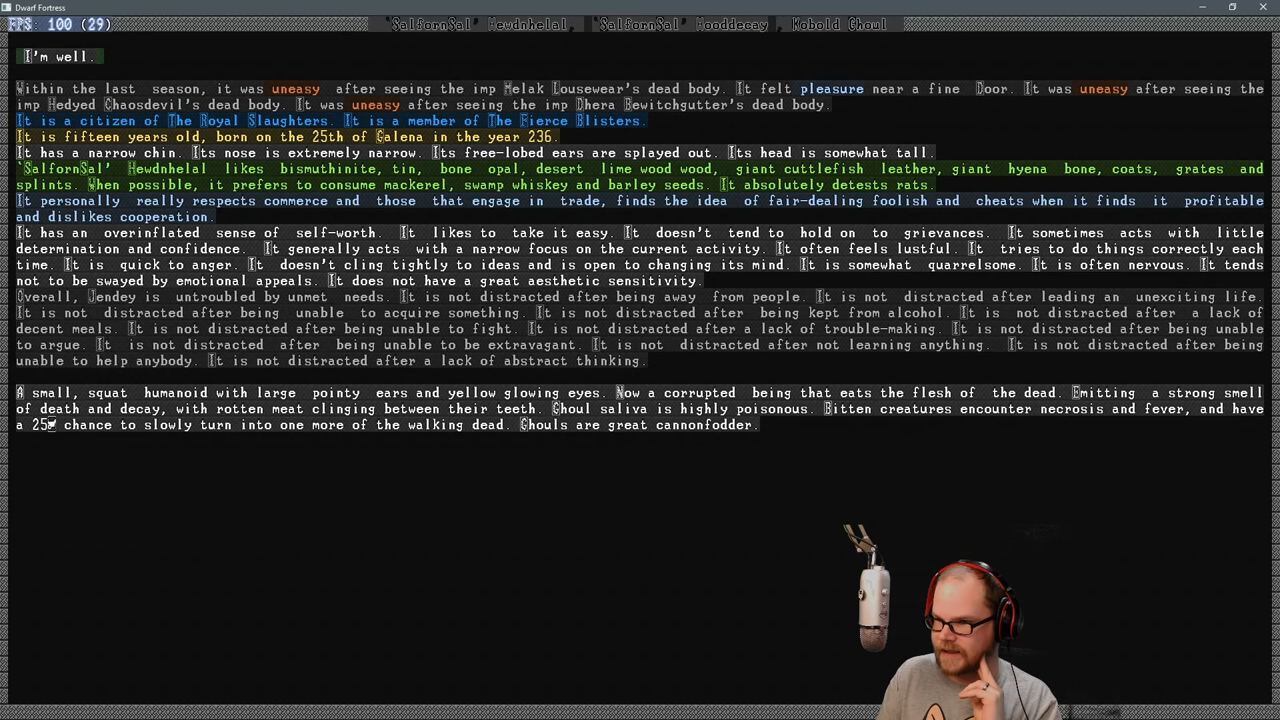 Dwarf Fortress
FPS: 100 (29)
`SalfornSal' Hewdnhelal, `SalfornSal' Mooddecay, Kobold Ghoul
I'm well.
Within the last season, it was uneasy after seeing the imp Melak Lousewear's dead body. It felt pleasure near a fine Door. It was uneasy after seeing the
imp Hedyed Chaosdevil's dead body. It was uneasy after seeing the imp Dhera Bewitchgutter's dead body.
It is a citizen of The Royal Slaughters. It is a member of The Fierce Blisters.
It is fifteen years old, born on the 25th of Galena in the year 236.
It has a narrow chin. Its nose is extremely narrow. Its free-lobed ears are splayed out. Its head is somewhat tall.
`SalfornSal' Hewdnhelal likes bismuthinite, tin, bone opal, desert lime wood wood, giant cuttlefish leather, giant hyena bone, coats, grates and
splints. When possible, it prefers to consume mackerel, swamp whiskey and barley seeds. It absolutely detests rats.
It personally really respects commerce and those that engage in trade, finds the idea of fair-dealing foolish and cheats when it finds it profitable
and dislikes cooperation.
It has an overinflated sense of self-worth. It likes to take it easy. It doesn't tend to hold on to grievances. It sometimes acts with little
determination and confidence. It generally acts with a narrow focus on the current activity. It often feels lustful. It tries to do things correctly each
time. It is quick to anger. It doesn't cling tightly to ideas and is open to changing its mind. It is somewhat quarrelsome. It is often nervous. It tends
not to be swayed by emotional appeals. It does not have a great aesthetic sensitivity.
Overall, Jendey is untroubled by unmet needs. It is not distracted after being away from people. It is not distracted after leading an unexciting life.
It is not distracted after being unable to acquire something. It is not distracted after being kept from alcohol. It is not distracted after a lack of
decent meals. It is not distracted after being unable to fight. It is not distracted after a lack of trouble-making. It is not distracted after being unable
to argue. It is not distracted after being unable to be extravagant. It is not distracted after not learning anything. It is not distracted after being
unable to help anybody. It is not distracted after a lack of abstract thinking.
A small, squat humanoid with large pointy ears and yellow glowing eyes. Now a corrupted being that eats the flesh of the dead. Emitting a strong smell
of death and decay, with rotten meat clinging between their teeth. Ghoul saliva is highly poisonous. Bitten creatures encounter necrosis and fever, and have
a 25% chance to slowly turn into one more of the walking dead. Ghouls are great cannonfodder.